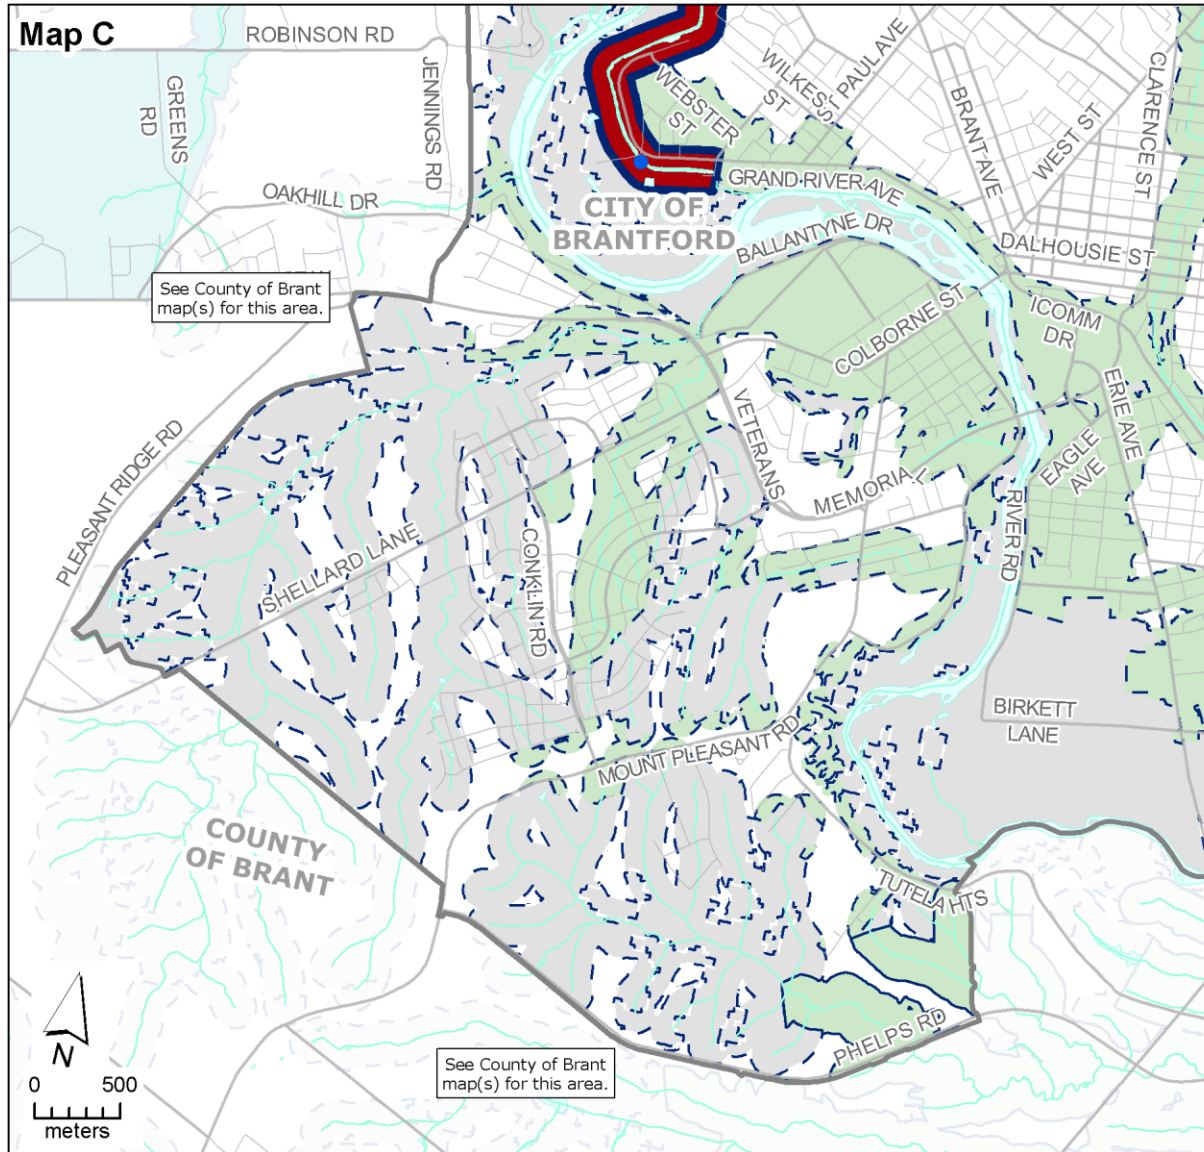 Map C
ROBINSON RD
GREENS
RD
JENNINGS RD
OAKHILL DR
WEBSTER
ST
WILKES
ST
ST PAUL AVE
BRANT AVE
WEST ST
CLARENCE ST
GRAND RIVER AVE
CITY OF
BRANTFORD
BALLANTYNE DR
DALHOUSIE ST
See County of Brant
map(s) for this area.
COLBORNE ST
ICOMM
DR
ERIE AVE
PLEASANT RIDGE RD
VETERANS
MEMORIAL
EAGLE
AVE
SHELLARD LANE
CONKLIN RD
RIVER RD
BIRKETT
LANE
MOUNT PLEASANT RD
COUNTY
OF BRANT
TUTELA HTS
PHELPS RD
See County of Brant
map(s) for this area.
N
0 500
meters